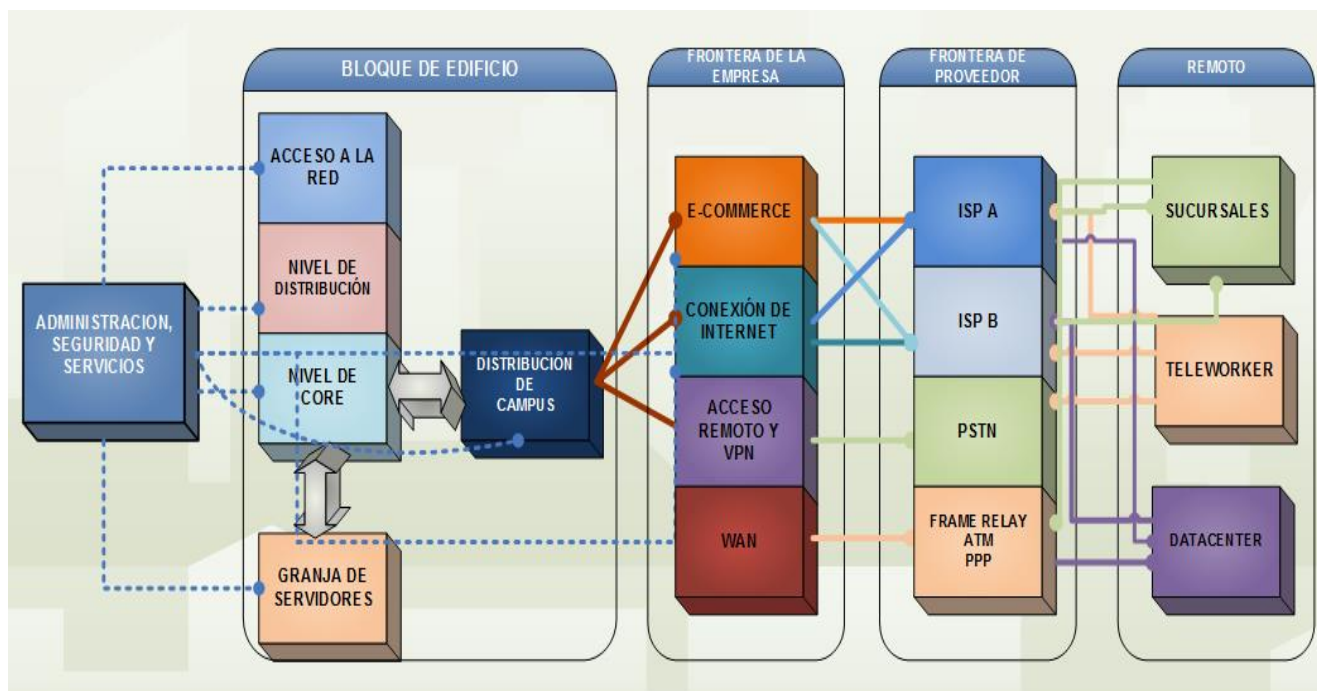 BLOQUE DE EDIFICIO
FRONTERA DE LA
EMPRESA
FRONTERA DE
PROVEEDOR
REMOTO
ADMINISTRACION,
SEGURIDAD Y
SERVICIOS
ACCESO A LA
RED
NIVEL DE
DISTRIBUCIÓN
NIVEL DE
CORE
GRANJA DE
SERVIDORES
DISTRIBUCIÓN
DE
CAMPUS
E-COMMERCE
CONEXIÓN DE
INTERNET
ACCESO
REMOTO Y
VPN
WAN
ISP A
ISP B
PSTN
FRAME RELAY
ATM
PPP
SUCURSALES
TELEWORKER
DATACENTER